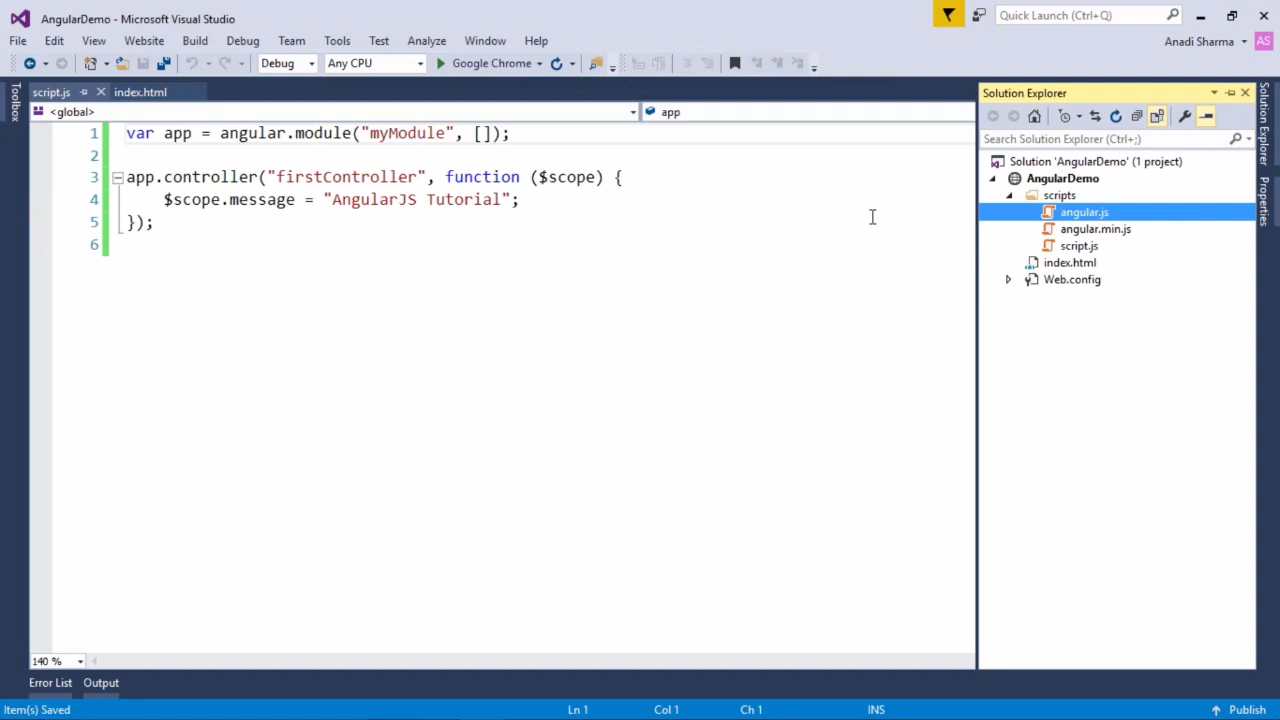 AngularDemo - Microsoft Visual Studio
Quick Launch (Ctrl+Q)
File Edit View Website Build Debug Team Tools Test Analyze Window Help
Anadi Sharma AS
Debug Any CPU Google Chrome
Toolbox
script.js index.html
<global> app
1 var app = angular.module("myModule", []);
2
3 app.controller("firstController", function ($scope) {
4 $scope.message = "AngularJS Tutorial";
5 });
6
Solution Explorer
Search Solution Explorer (Ctrl+;)
Solution 'AngularDemo' (1 project)
AngularDemo
scripts
angular.js
angular.min.js
script.js
index.html
Web.config
Solution Explorer
Properties
140 %
Error List Output
Item(s) Saved Ln 1 Col 1 Ch 1 INS Publish